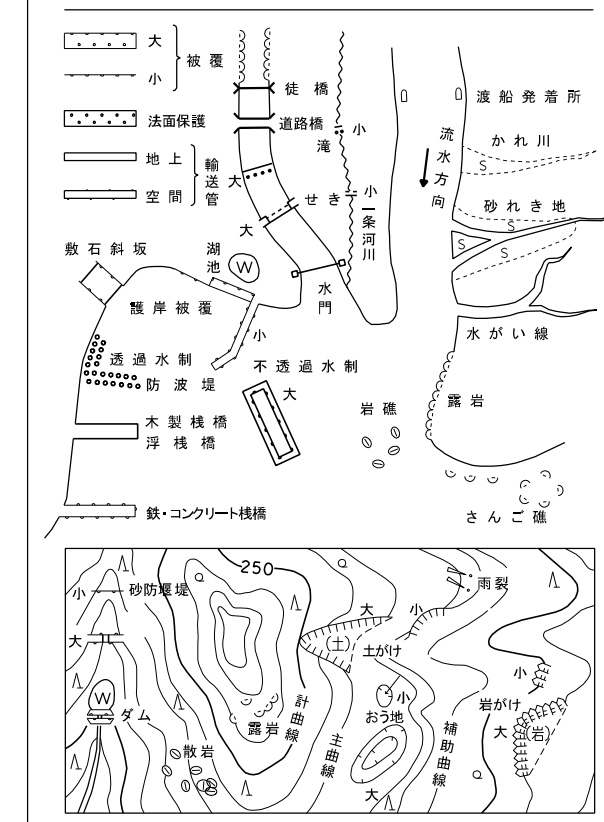 大
小
被覆
法面保護
地上
空間
輸送管
徒橋
道路橋
小
滝
大
せき
小
大
一条河川
渡船発着所
流水方向
かれ川
S
砂れき地
S
S
S
敷石斜坂
湖池
W
水門
護岸被覆
小
水がい線
透過水制
防波堤
不透過水制
大
岩礁
露岩
木製桟橋
浮桟橋
鉄・コンクリート桟橋
さんご礁
小
砂防堰堤
大
W
ダム
250
露岩
計曲線
散岩
主曲線
大
(土)
土がけ
小
雨裂
小
おう地
大
補助曲線
小
岩がけ
大
(岩)